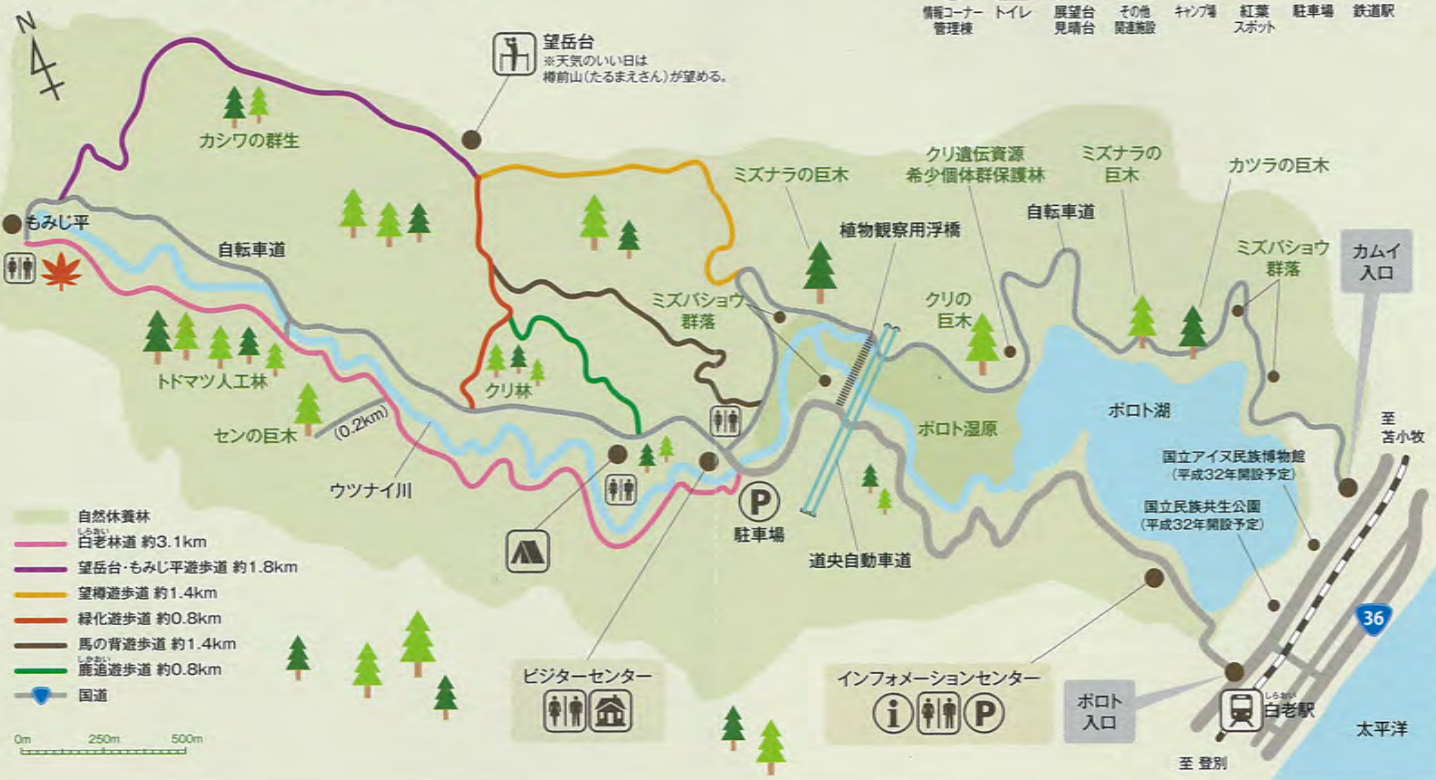 情報コーナー
管理棟
トイレ
展望台
見晴台
その他
関連施設
キャンプ場
紅葉
スポット
駐車場
鉄道駅
N
望岳台
※天気のいい日は
樽前山(たるまえさん)が望める。
カシワの群生
ミズナラの巨木
クリ遺伝資源
希少個体群保護林
ミズナラの
巨木
カツラの巨木
もみじ平
自転車道
植物観察用浮橋
自転車道
ミズバショウ
群落
カムイ
入口
ミズバショウ
群落
クリの
巨木
トドマツ人工林
クリ林
センの巨木
(0.2km)
ポロト湿原
ポロト湖
至
苫小牧
国立アイヌ民族博物館
(平成32年開設予定)
国立民族共生公園
(平成32年開設予定)
ウツナイ川
P
駐車場
道央自動車道
自然休養林
しらおい
白老林道 約3.1km
望岳台・もみじ平遊歩道 約1.8km
望樽遊歩道 約1.4km
緑化遊歩道 約0.8km
馬の背遊歩道 約1.4km
しかおい
鹿追遊歩道 約0.8km
国道
36
ビジターセンター
インフォメーションセンター
i
P
ポロト
入口
しらおい
白老駅
太平洋
至 登別
0m 250m 500m